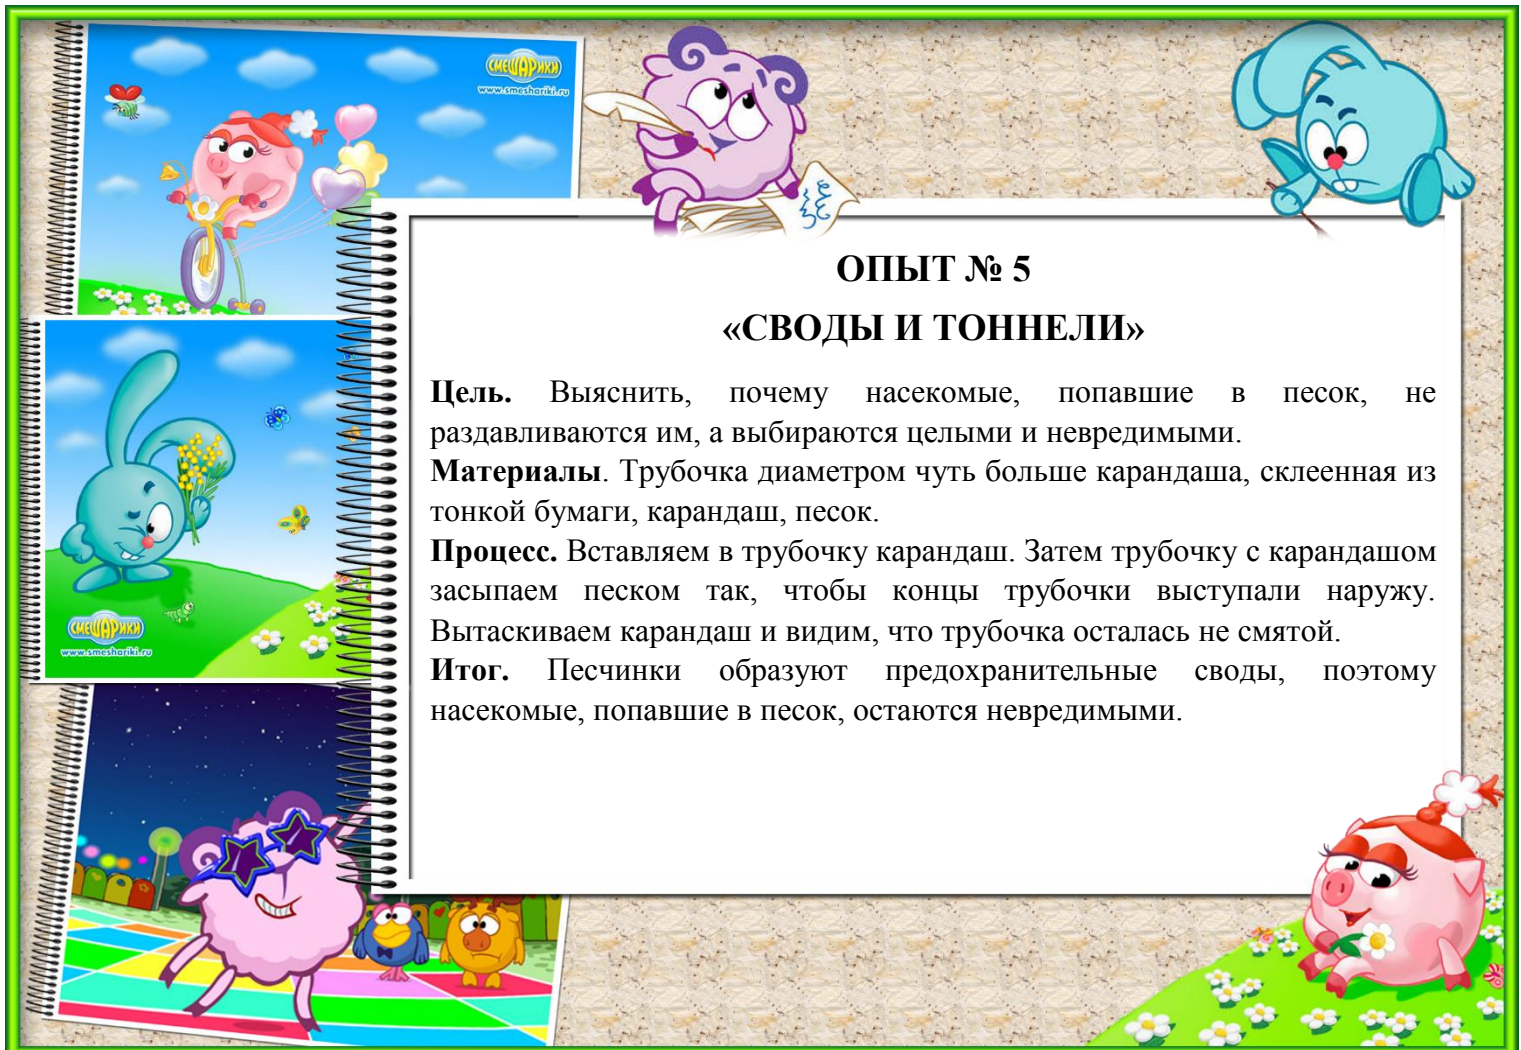 СМЕШАРИКИ
www.smeshariki.ru
ОПЫТ № 5
«СВОДЫ И ТОННЕЛИ»
Цель. Выяснить, почему насекомые, попавшие в песок, не
раздавливаются им, а выбираются целыми и невредимыми.
Материалы. Трубочка диаметром чуть больше карандаша, склеенная из
тонкой бумаги, карандаш, песок.
Процесс. Вставляем в трубочку карандаш. Затем трубочку с карандашом
засыпаем песком так, чтобы концы трубочки выступали наружу.
Вытаскиваем карандаш и видим, что трубочка осталась не смятой.
Итог. Песчинки образуют предохранительные своды, поэтому
насекомые, попавшие в песок, остаются невредимыми.
СМЕШАРИКИ
www.smeshariki.ru